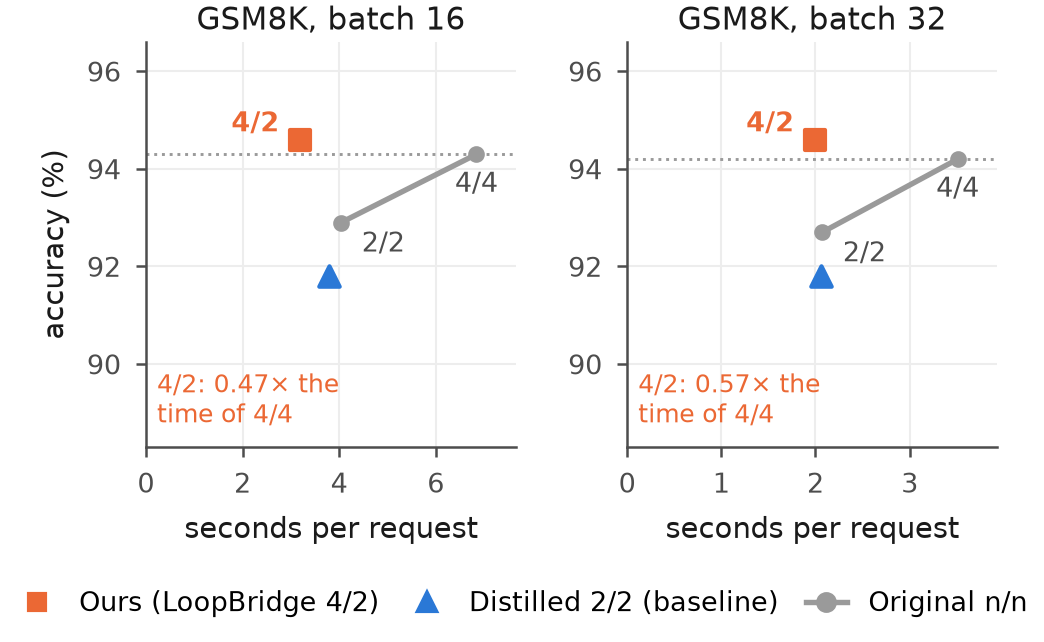 GSM8K, batch 16
96
94
92
90
accuracy (%)
4/2
4/4
2/2
4/2: 0.47× the
time of 4/4
0 2 4 6
seconds per request
GSM8K, batch 32
96
94
92
90
4/2
4/4
2/2
4/2: 0.57× the
time of 4/4
0 1 2 3
seconds per request
Ours (LoopBridge 4/2) Distilled 2/2 (baseline) Original n/n